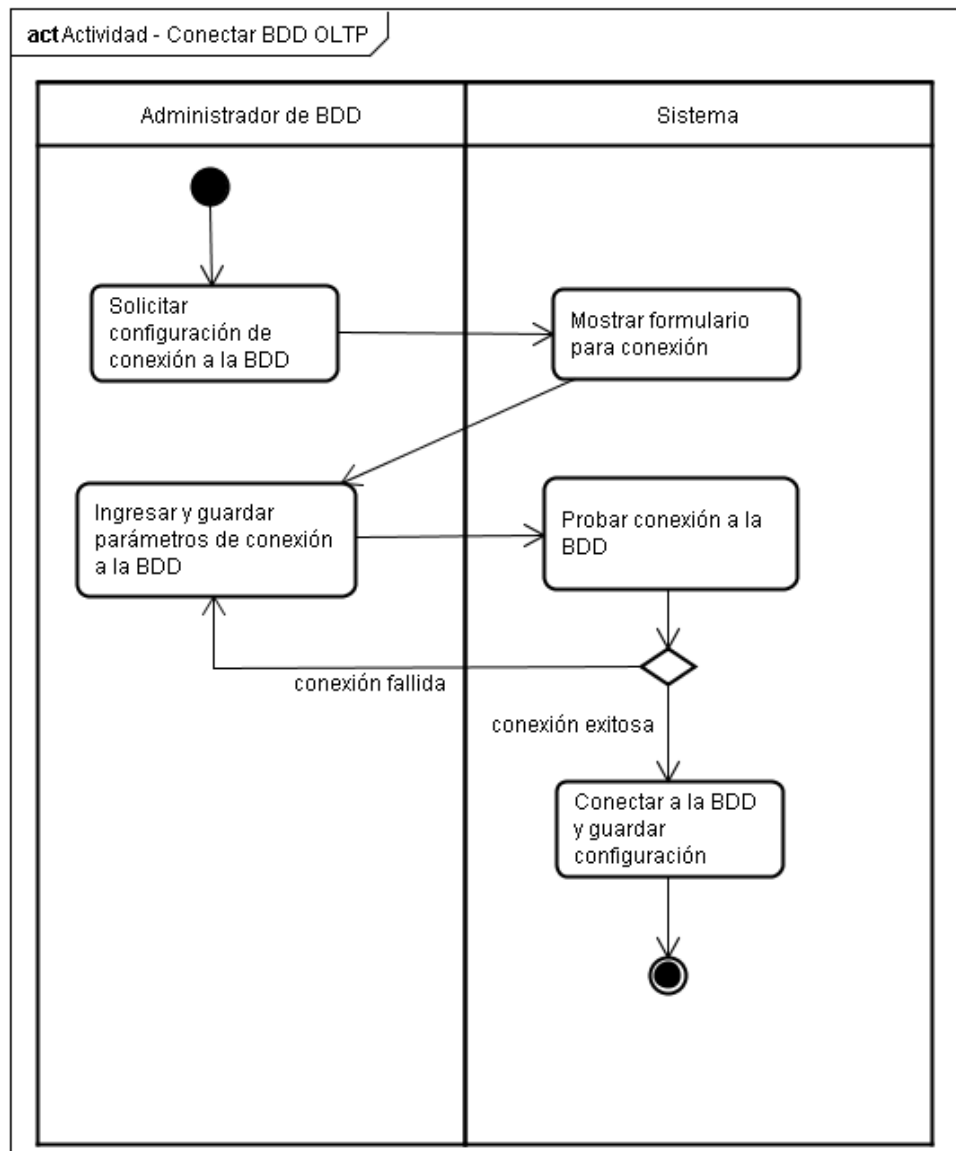 act Actividad - Conectar BDD OLTP
Administrador de BDD
Sistema
Solicitar
configuración de
conexión a la BDD
Mostrar formulario
para conexión
Ingresar y guardar
parámetros de conexión
a la BDD
Probar conexión a la
BDD
conexión fallida
conexión exitosa
Conectar a la BDD
y guardar
configuración